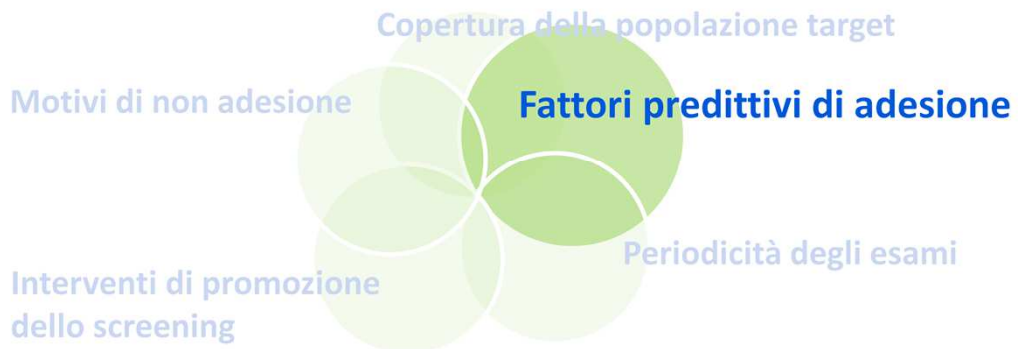 Copertura della popolazione target
Motivi di non adesione
Fattori predittivi di adesione
Periodicità degli esami
Interventi di promozione
dello screening